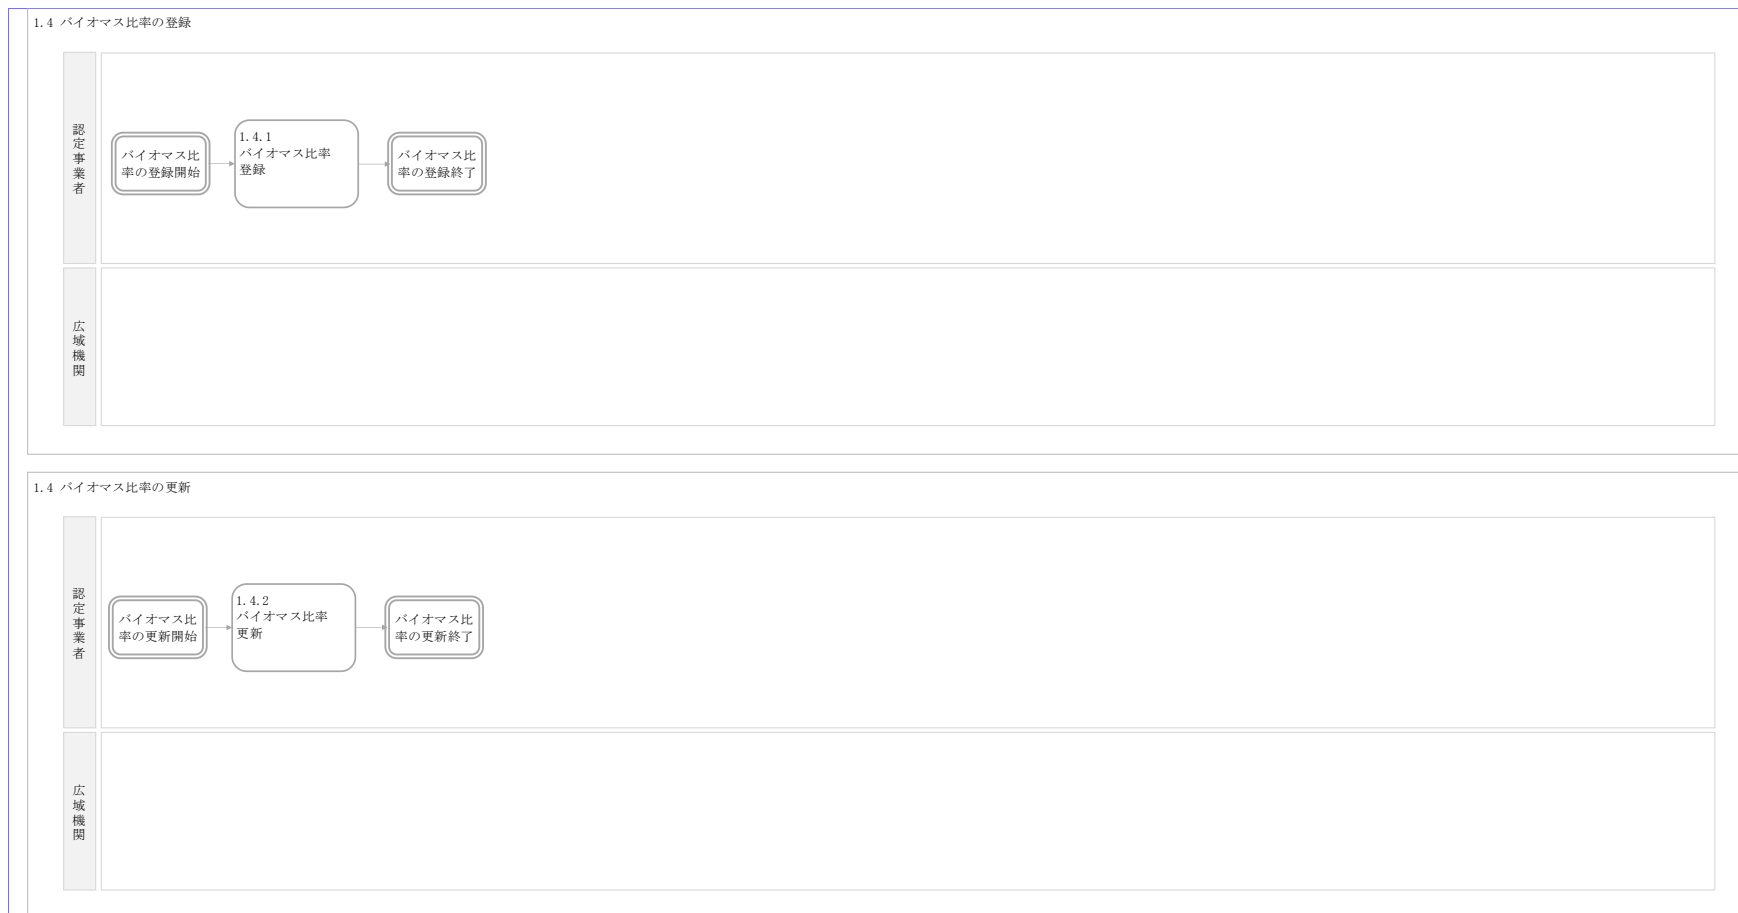 1.4 バイオマス比率の登録
認定事業者
バイオマス比
率の登録開始
1.4.1
バイオマス比率
登録
バイオマス比
率の登録終了
広域機関
1.4 バイオマス比率の更新
認定事業者
バイオマス比
率の更新開始
1.4.2
バイオマス比率
更新
バイオマス比
率の更新終了
広域機関